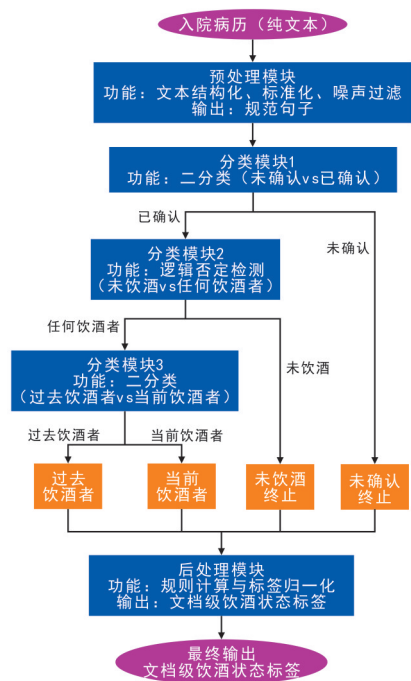 入院病历（纯文本）
预处理模块
功能：文本结构化、标准化、噪声过滤
输出：规范句子
分类模块1
功能：二分类（未确认vs已确认）
已确认
未确认
分类模块2
功能：逻辑否定检测
（未饮酒vs任何饮酒者）
任何饮酒者
未饮酒
分类模块3
功能：二分类
（过去饮酒者vs当前饮酒者）
过去饮酒者
当前饮酒者
过去
饮酒者
当前
饮酒者
未饮酒
终止
未确认
终止
后处理模块
功能：规则计算与标签归一化
输出：文档级饮酒状态标签
最终输出
文档级饮酒状态标签